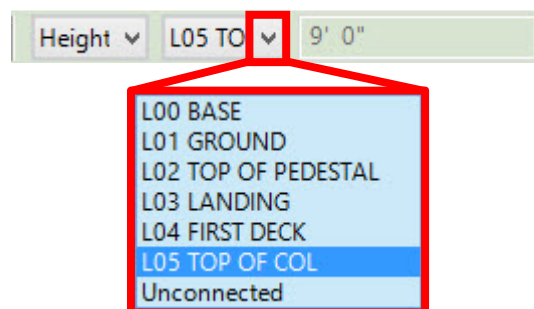 Height L05 TO 9' 0"
L00 BASE
L01 GROUND
L02 TOP OF PEDESTAL
L03 LANDING
L04 FIRST DECK
L05 TOP OF COL
Unconnected